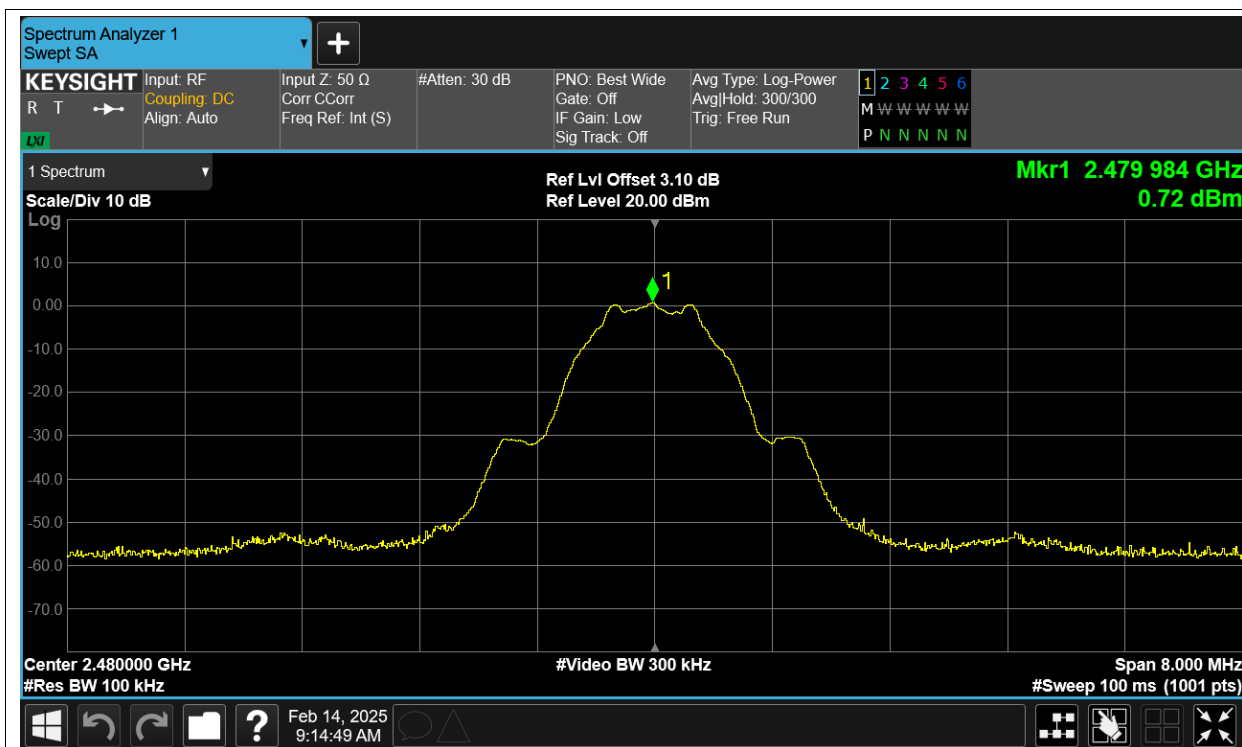 Spectrum Analyzer 1
Swept SA
KEYSIGHT
R T
LXI
Input: RF
Coupling: DC
Align: Auto
Input Z: 50 Ω
Corr CCorr
Freq Ref: Int (S)
#Atten: 30 dB
PNO: Best Wide
Gate: Off
IF Gain: Low
Sig Track: Off
Avg Type: Log-Power
Avg|Hold: 300/300
Trig: Free Run
1 2 3 4 5 6
M W W W W W
P N N N N N
1 Spectrum
Scale/Div 10 dB
Log
Ref Lvl Offset 3.10 dB
Ref Level 20.00 dBm
Mkr1 2.479 984 GHz
0.72 dBm
10.0
1
0.00
-10.0
-20.0
-30.0
-40.0
-50.0
-60.0
-70.0
Center 2.480000 GHz
#Res BW 100 kHz
#Video BW 300 kHz
Span 8.000 MHz
#Sweep 100 ms (1001 pts)
?
Feb 14, 2025
9:14:49 AM